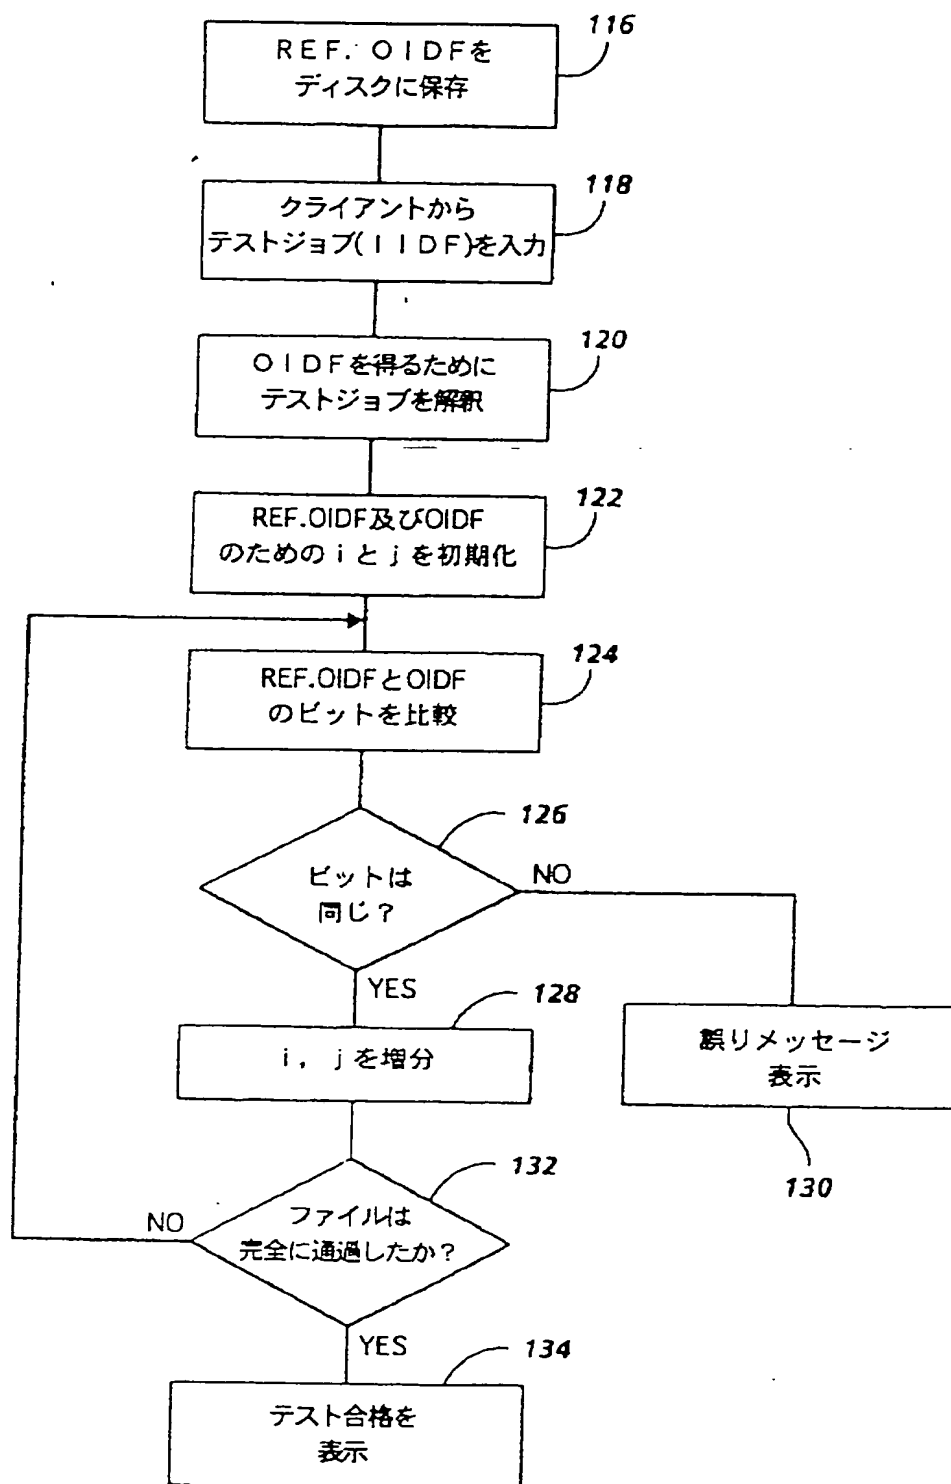 116
REF. OIDFを
ディスクに保存
118
クライアントから
テストジョブ(IIDF)を入力
120
OIDFを得るために
テストジョブを解釈
122
REF.OIDF及びOIDF
のためのiとjを初期化
124
REF.OIDFとOIDF
のビットを比較
126
ビットは
同じ?
NO
YES
128
i, jを増分
誤りメッセージ
表示
130
132
ファイルは
完全に通過したか?
NO
YES
134
テスト合格を
表示